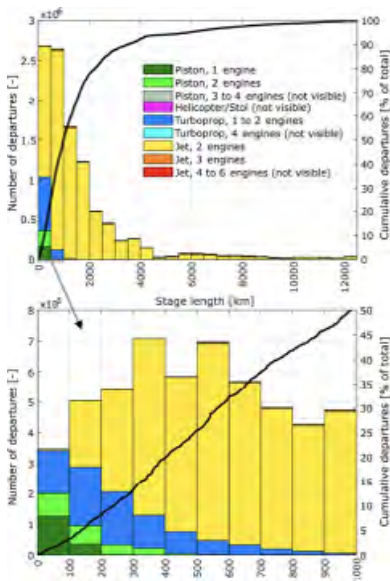 ×10⁶
3
2.5
2
1.5
1
0.5
0
Number of departures [-]
Piston, 1 engine
Piston, 2 engine
Piston, 3 to 4 engines (not visible)
Helicopter/Stol (not visible)
Turboprop, 1 to 2 engines
Turboprop, 4 engines (not visible)
Jet, 2 engines
Jet, 3 engines
Jet, 4 to 6 engines (not visible)
100
90
80
70
60
50
40
30
20
10
0
Cumulative departures [% of total]
0 2000 4000 6000 8000 10000 12000
Stage length [km]
×10⁵
8
7
6
5
4
3
2
1
0
Number of departures [-]
50
45
40
35
30
25
20
15
10
5
0
Cumulative departures [% of total]
0 100 200 300 400 500 600 700 800 900 1000